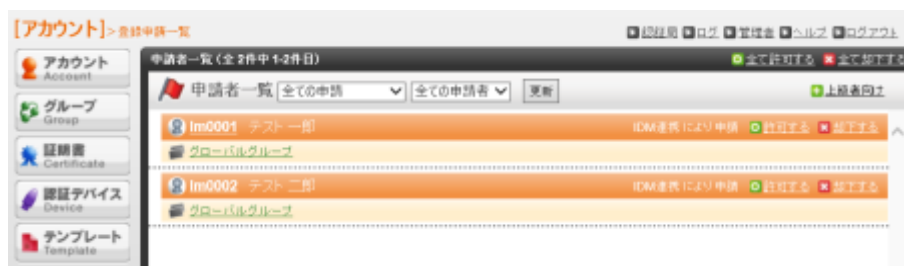 [アカウント]>登録申請一覧
認証局 ログ 管理者 ヘルプ ログアウト
アカウント
Account
グループ
Group
証明書
Certificate
認証デバイス
Device
テンプレート
Template
申請者一覧(全 2件中 1-2件目)
全て許可する 全て却下する
申請者一覧 全ての申請 全ての申請者 更新 上級者向け
lm0001 テスト 一郎 IDM連携 により 申請 許可する 却下する
グローバルグループ
lm0002 テスト 二郎 IDM連携 により 申請 許可する 却下する
グローバルグループ